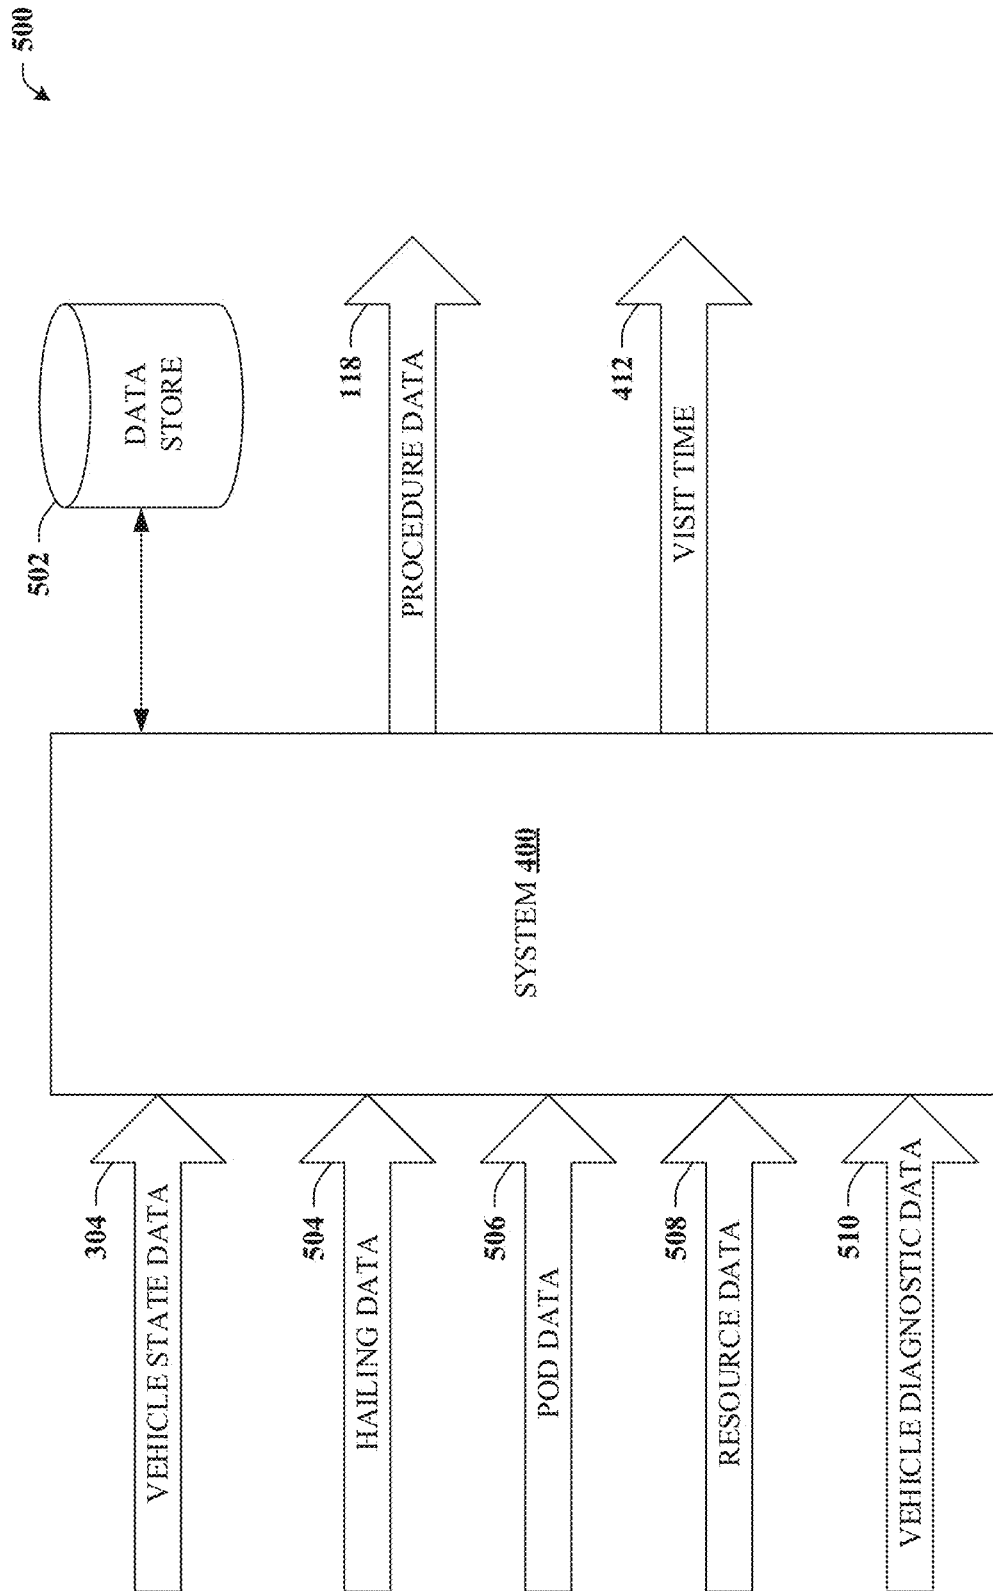 500
502
DATA
STORE
304
VEHICLE STATE DATA
118
PROCEDURE DATA
504
HAILING DATA
506
POD DATA
SYSTEM 400
412
VISIT TIME
508
RESOURCE DATA
510
VEHICLE DIAGNOSTIC DATA